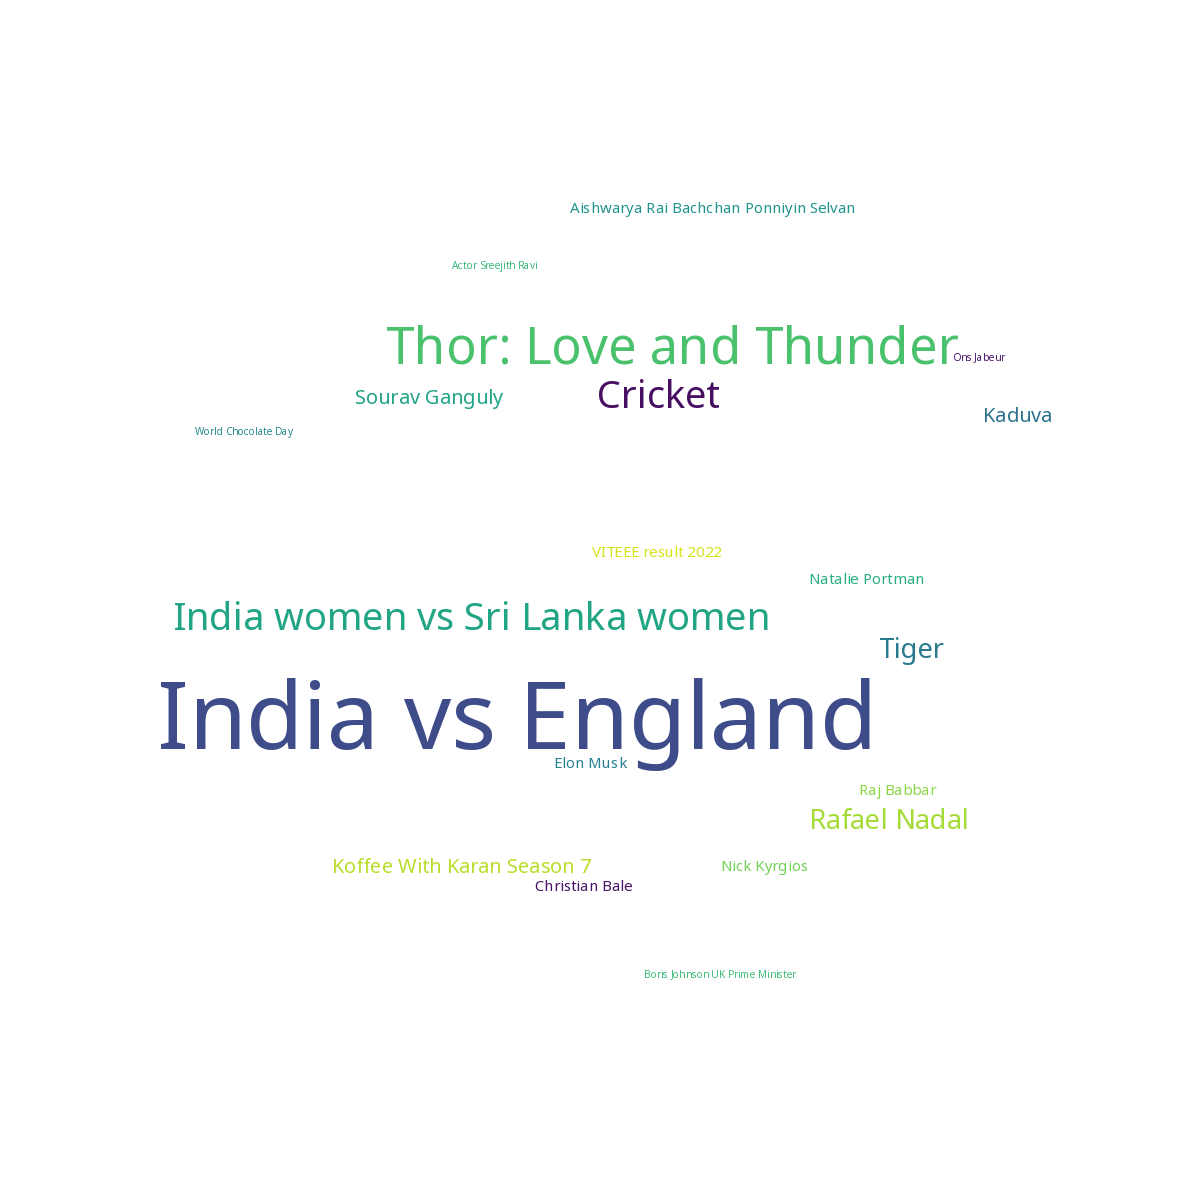 Aishwarya Rai Bachchan Ponniyin Selvan
Actor Sreejith Ravi
Thor: Love and Thunder
Ons Jabeur
Sourav Ganguly
Cricket
Kaduva
World Chocolate Day
VITEEE result 2022
Natalie Portman
India women vs Sri Lanka women
Tiger
India vs England
Elon Musk
Raj Babbar
Rafael Nadal
Koffee With Karan Season 7
Nick Kyrgios
Christian Bale
Boris Johnson UK Prime Minister